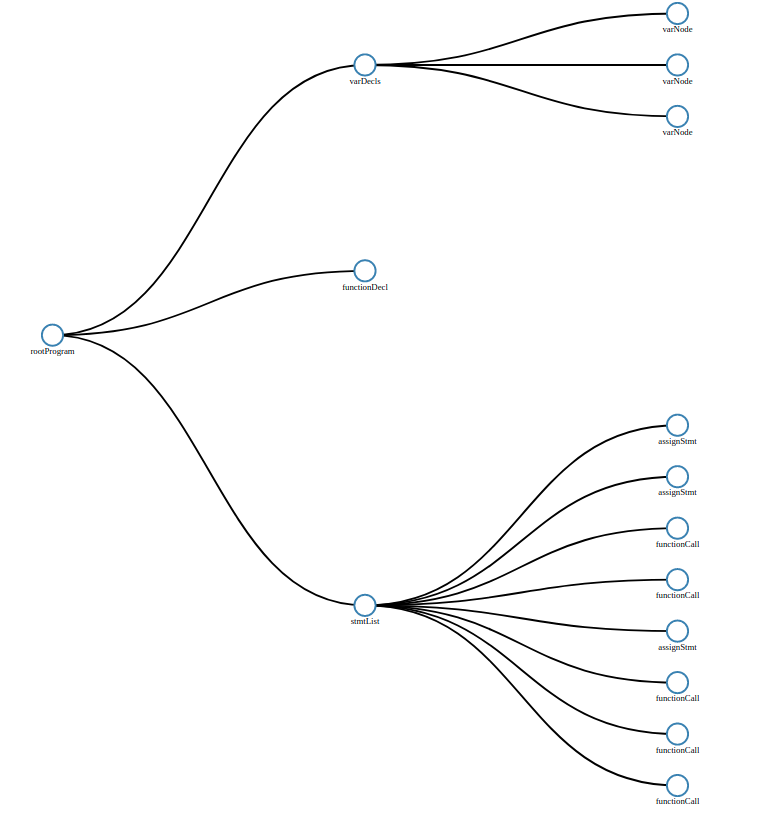 varNode
varDecls
varNode
varNode
functionDecl
rootProgram
assignStmt
assignStmt
functionCall
functionCall
stmtList
assignStmt
functionCall
functionCall
functionCall